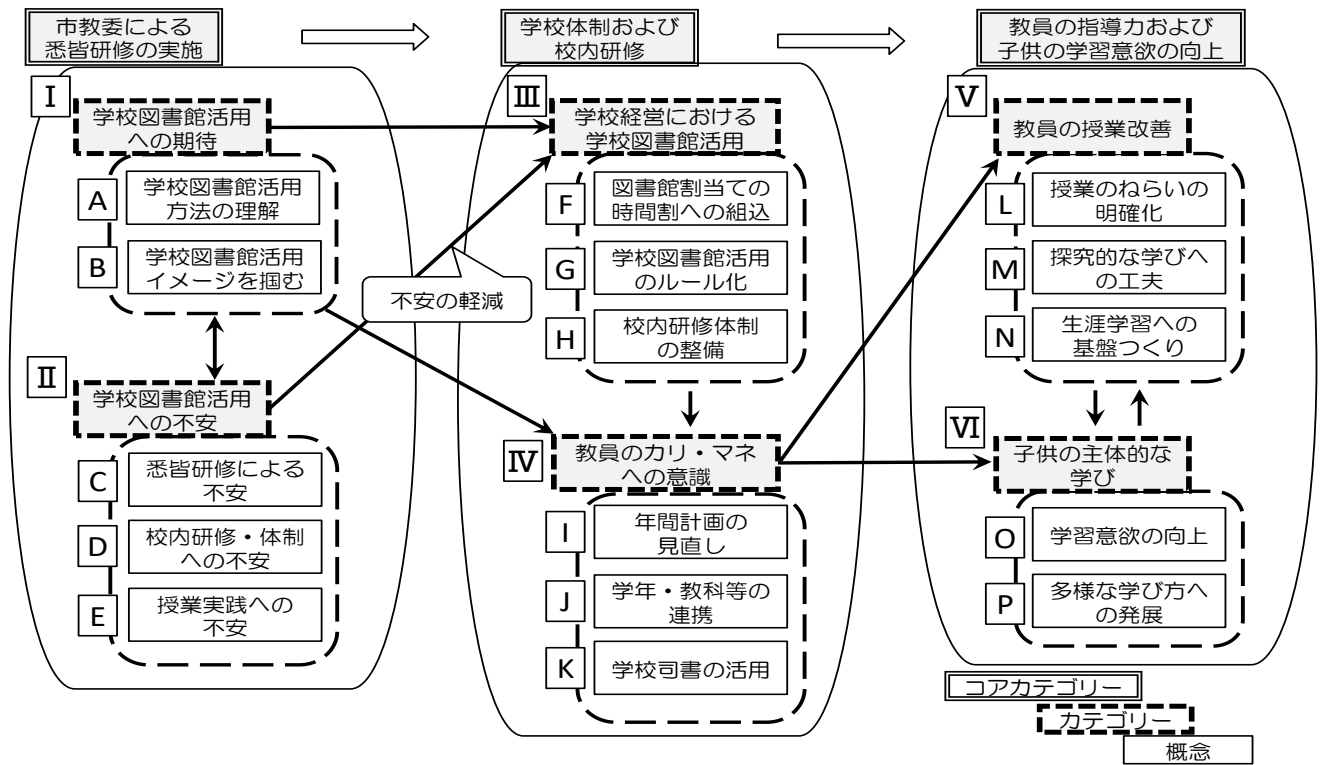 市教委による
悉皆研修の実施
学校体制および
校内研修
教員の指導力および
子供の学習意欲の向上
Ⅰ
学校図書館活用
への期待
A
学校図書館活用
方法の理解
B
学校図書館活用
イメージを掴む
Ⅱ
学校図書館活用
への不安
C
悉皆研修による
不安
D
校内研修・体制
への不安
E
授業実践への
不安
不安の軽減
Ⅲ
学校経営における
学校図書館活用
F
図書館割当ての
時間割への組込
G
学校図書館活用
のルール化
H
校内研修体制
の整備
Ⅳ
教員のカリ・マネ
への意識
I
年間計画の
見直し
J
学年・教科等の
連携
K
学校司書の活用
Ⅴ
教員の授業改善
L
授業のねらいの
明確化
M
探究的な学びへ
の工夫
N
生涯学習への
基盤つくり
Ⅵ
子供の主体的な
学び
O
学習意欲の向上
P
多様な学び方へ
の発展
コアカテゴリー
カテゴリー
概念